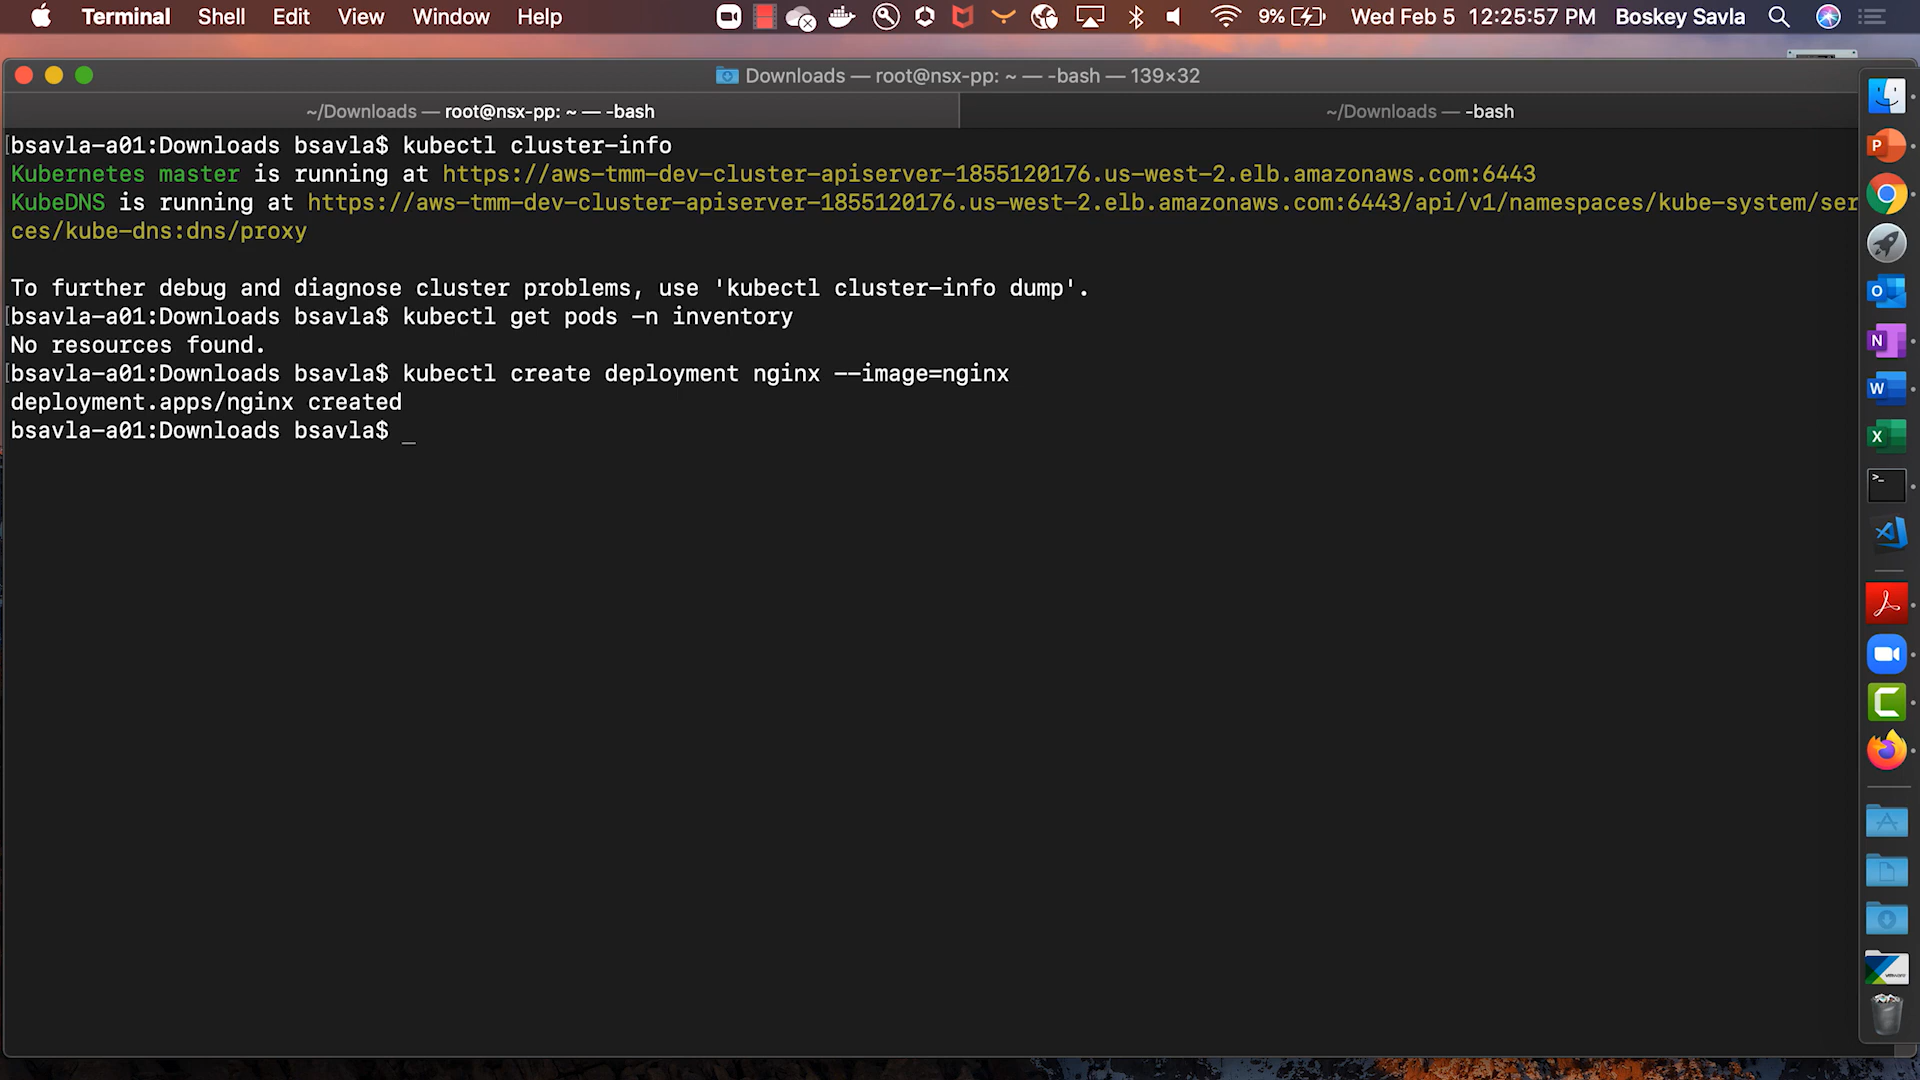 Terminal Shell Edit View Window Help 9% Wed Feb 5 12:25:57 PM Boskey Savla
Downloads — root@nsx-pp: ~ — -bash — 139×32
~/Downloads — root@nsx-pp: ~ — -bash
~/Downloads — -bash
[bsavla-a01:Downloads bsavla$ kubectl cluster-info
Kubernetes master is running at https://aws-tmm-dev-cluster-apiserver-1855120176.us-west-2.elb.amazonaws.com:6443
KubeDNS is running at https://aws-tmm-dev-cluster-apiserver-1855120176.us-west-2.elb.amazonaws.com:6443/api/v1/namespaces/kube-system/ser
ces/kube-dns:dns/proxy
To further debug and diagnose cluster problems, use 'kubectl cluster-info dump'.
[bsavla-a01:Downloads bsavla$ kubectl get pods -n inventory
No resources found.
[bsavla-a01:Downloads bsavla$ kubectl create deployment nginx --image=nginx
deployment.apps/nginx created
bsavla-a01:Downloads bsavla$ _
P
O
N
W
X
>_